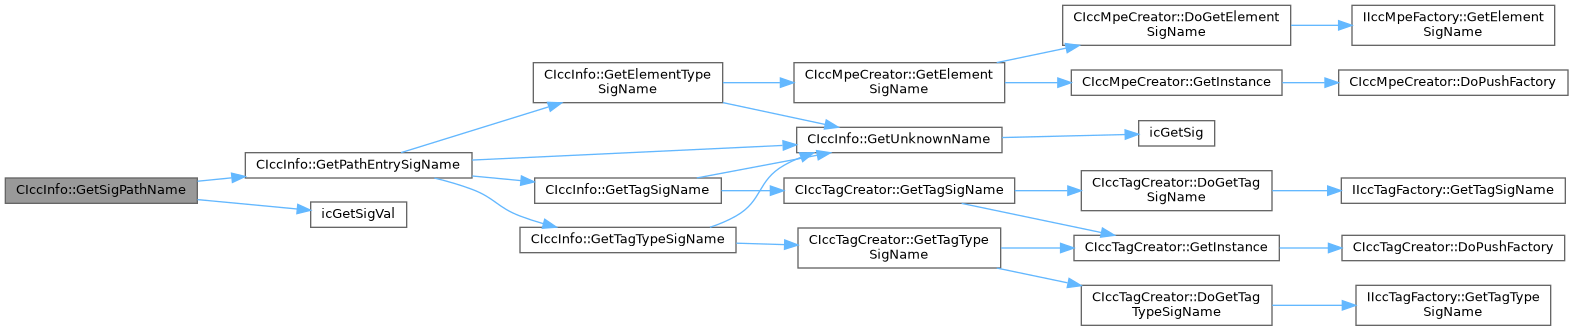 CIccInfo::GetSigPathName
CIccInfo::GetPathEntrySigName
icGetSigVal
CIccInfo::GetElementType
SigName
CIccInfo::GetTagSigName
CIccInfo::GetTagTypeSigName
CIccMpeCreator::GetElement
SigName
CIccInfo::GetUnknownName
CIccTagCreator::GetTagSigName
CIccTagCreator::GetTagType
SigName
CIccMpeCreator::DoGetElement
SigName
CIccMpeCreator::GetInstance
icGetSig
CIccTagCreator::DoGetTag
SigName
CIccTagCreator::GetInstance
CIccTagCreator::DoGetTag
TypeSigName
IIccMpeFactory::GetElement
SigName
CIccMpeCreator::DoPushFactory
IIccTagFactory::GetTagSigName
CIccTagCreator::DoPushFactory
IIccTagFactory::GetTagType
SigName